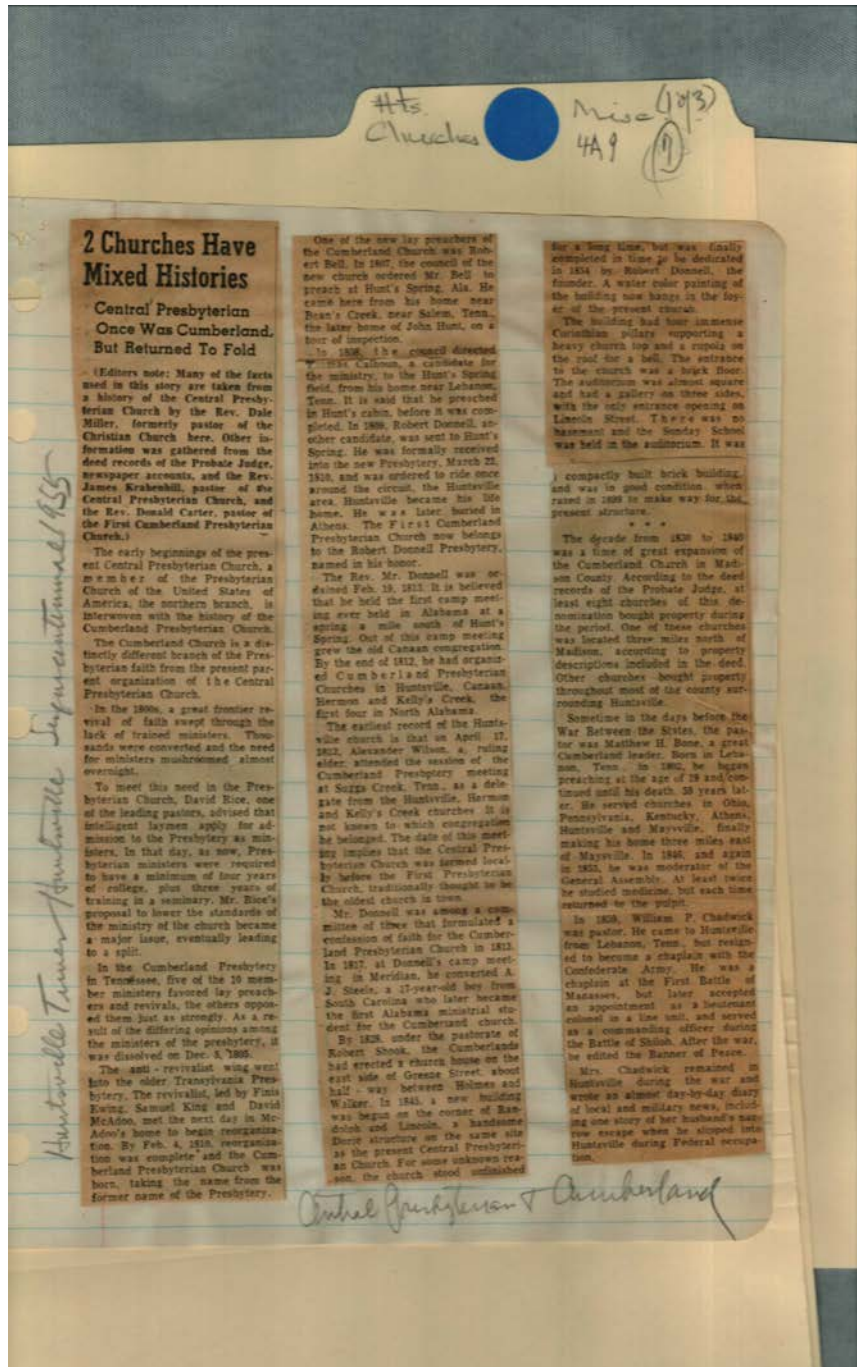 Hts.
Churches
Misc (1 of 3)
4A9
7
Huntsville Times Huntsville Sesquicentennial 1955
2 Churches Have
Mixed Histories
Central Presbyterian
Once Was Cumberland,
But Returned To Fold
(Editors note: Many of the facts
used in this story are taken from
a history of the Central Presby-
terian Church by the Rev. Dale
Miller, formerly pastor of the
Christian Church here. Other in-
formation was gathered from the
deed records of the Probate Judge,
newspaper accounts, and the Rev.
James Krahenbill, pastor of the
Central Presbyterian Church, and
the Rev. Donald Carter, pastor of
the First Cumberland Presbyterian
Church.)
The early beginnings of the pres-
ent Central Presbyterian Church, a
member of the Presbyterian
Church of the United States of
America, the northern branch, is
interwoven with the history of the
Cumberland Presbyterian Church.
The Cumberland Church is a dis-
tinctly different branch of the Pres-
byterian faith from the present par-
ent organization of the Central
Presbyterian Church.
In the 1800s, a great frontier re-
vival of faith swept through the
lack of trained ministers. Thou-
sands were converted and the need
for ministers mushroomed almost
overnight.
To meet this need in the Pres-
byterian Church, David Rice, one
of the leading pastors, advised that
intelligent laymen apply for ad-
mission to the Presbytery as min-
isters. In that day, as now, Pres-
byterian ministers were required
to have a minimum of four years
of college, plus three years of
training in a seminary. Mr. Rice's
proposal to lower the standards of
the ministry of the church became
a major issue, eventually leading
to a split.
In the Cumberland Presbytery
in Tennessee, five of the 10 mem-
ber ministers favored lay preach-
ers and revivals, the others oppos-
ed them just as strongly. As a re-
sult of the differing opinions among
the ministers of the presbytery, it
was dissolved on Dec. 5, 1805.
The anti-revivalist wing went
into the older Transylvania Pres-
bytery. The revivalist, led by Finis
Ewing, Samuel King and David
McAdoo, met the next day in Mc-
Adoo's home to begin reorganiza-
tion. By Feb. 4, 1810, reorganiza-
tion was complete and the Cum-
berland Presbyterian Church was
born, taking the name from the
former name of the Presbytery.
One of the new lay preachers of
the Cumberland Church was Rob-
ert Bell. In 1807, the council of the
new church ordered Mr. Bell to
preach at Hunt's Spring, Ala. He
came here from his home near
Bean's Creek, near Salem, Tenn.,
the later home of John Hunt, on a
tour of inspection.
In 1808, the council directed
Calhoun, a candidate for
the ministry, to the Hunt's Spring
field, from his home near Lebanon,
Tenn. It is said that he preached
in Hunt's cabin, before it was com-
pleted. In 1809, Robert Donnell, an-
other candidate, was sent to Hunt's
Spring. He was formally received
into the new Presbytery, March 22,
1810, and was ordered to ride once
around the circuit, the Huntsville
area. Huntsville became his life
home. He was later buried in
Athens. The First Cumberland
Presbyterian Church now belongs
to the Robert Donnell Presbytery,
named in his honor.
The Rev. Mr. Donnell was or-
dained Feb. 19, 1813. It is believed
that he held the first camp meet-
ing ever held in Alabama at a
spring a mile south of Hunt's
Spring. Out of this camp meeting
grew the old Canaan congregation.
By the end of 1812, he had organiz-
ed Cumberland Presbyterian
Churches in Huntsville, Canaan,
Hermon and Kelly's Creek, the
first four in North Alabama.
The earliest record of the Hunts-
ville church is that on April 17,
1812, Alexander Wilson, a ruling
elder, attended the session of the
Cumberland Presbptery meeting
at Suggs Creek, Tenn., as a dele-
gate from the Huntsville, Hermon
and Kelly's Creek churches. It is
not known to which congregation
he belonged. The date of this meet-
ing implies that the Central Pres-
byterian Church was formed local-
ly before the First Presbyterian
Church, traditionally thought to be
the oldest church in town.
Mr. Donnell was among a com-
mittee of three that formulated a
confession of faith for the Cumber-
land Presbyterian Church in 1813.
In 1817, at Donnell's camp meet-
ing in Meridian, he converted A.
J. Steele, a 17-year-old boy from
South Carolina who later became
the first Alabama ministrial stu-
dent for the Cumberland church.
By 1828, under the pastorate of
Robert Shook, the Cumberlands
had erected a church house on the
east side of Greene Street, about
half-way between Holmes and
Walker. In 1845, a new building
was begun on the corner of Ran-
dolph and Lincoln, a handsome
Doric structure on the same site
as the present Central Presbyteri-
an Church. For some unknown rea-
son, the church stood unfinished
for a long time, but was finally
completed in time to be dedicated
in 1854 by Robert Donnell, the
founder. A water color painting of
the building now hangs in the foy-
er of the present church.
The building had four immense
Corinthian pillars supporting a
heavy church top and a cupola on
the roof for a bell. The entrance
to the church was a brick floor.
The auditorium was almost square
and had a gallery on three sides,
with the only entrance opening on
Lincoln Street. There was no
basement and the Sunday School
was held in the auditorium. It was
compactly built brick building,
and was in good condition when
razed in 1899 to make way for the
present structure.
* * *
The decade from 1830 to 1840
was a time of great expansion of
the Cumberland Church in Madi-
son County. According to the deed
records of the Probate Judge, at
least eight churches of this de-
nomination bought property during
the period. One of these churches
was located three miles north of
Madison, according to property
descriptions included in the deed.
Other churches bought property
throughout most of the county sur-
rounding Huntsville.
Sometime in the days before the
War Between the States, the pas-
tor was Matthew H. Bone, a great
Cumberland leader. Born in Leba-
non, Tenn. in 1802, he began
preaching at the age of 19 and con-
tinued until his death, 58 years lat-
er. He served churches in Ohio,
Pennsylvania, Kentucky, Athens,
Huntsville and Maysville, finally
making his home three miles east
of Maysville. In 1846, and again
in 1855, he was moderator of the
General Assembly. At least twice
he studied medicine, but each time
returned to the pulpit.
In 1859, William P. Chadwick
was pastor. He came to Huntsville
from Lebanon, Tenn., but resign-
ed to become a chaplain with the
Confederate Army. He was a
chaplain at the First Battle of
Manasses, but later accepted
an appointment as a lieutenant
colonel in a line unit, and served
as a commanding officer during
the Battle of Shiloh. After the war,
he edited the Banner of Peace.
Mrs. Chadwick remained in
Huntsville during the war and
wrote an almost day-by-day diary
of local and military news, includ-
ing one story of her husband's nar-
row escape when he slipped into
Huntsville during Federal occupa-
tion.
Central Presbyterian & Cumberland